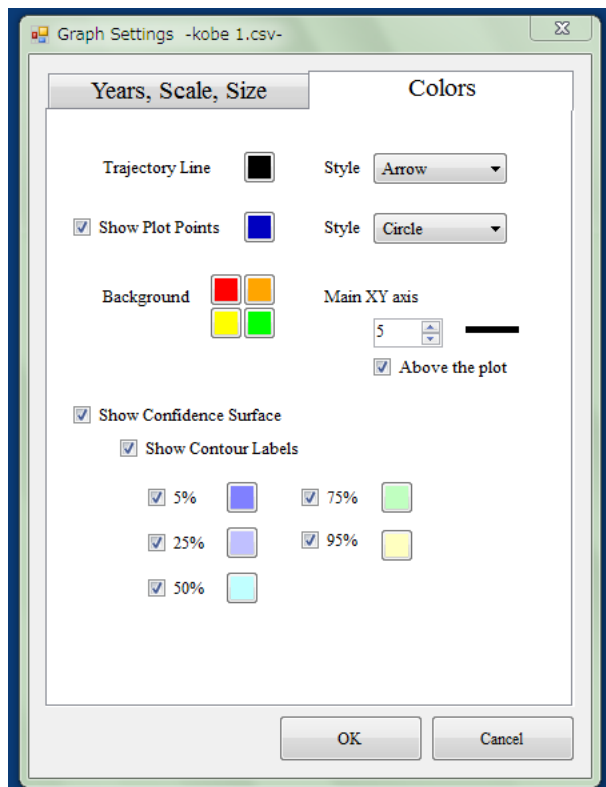 Graph Settings  -kobe 1.csv-
Years, Scale, Size
Colors
Trajectory Line
Style
Arrow
Show Plot Points
Style
Circle
Background
Main XY axis
5
Above the plot
Show Confidence Surface
Show Contour Labels
5%
75%
25%
95%
50%
OK
Cancel